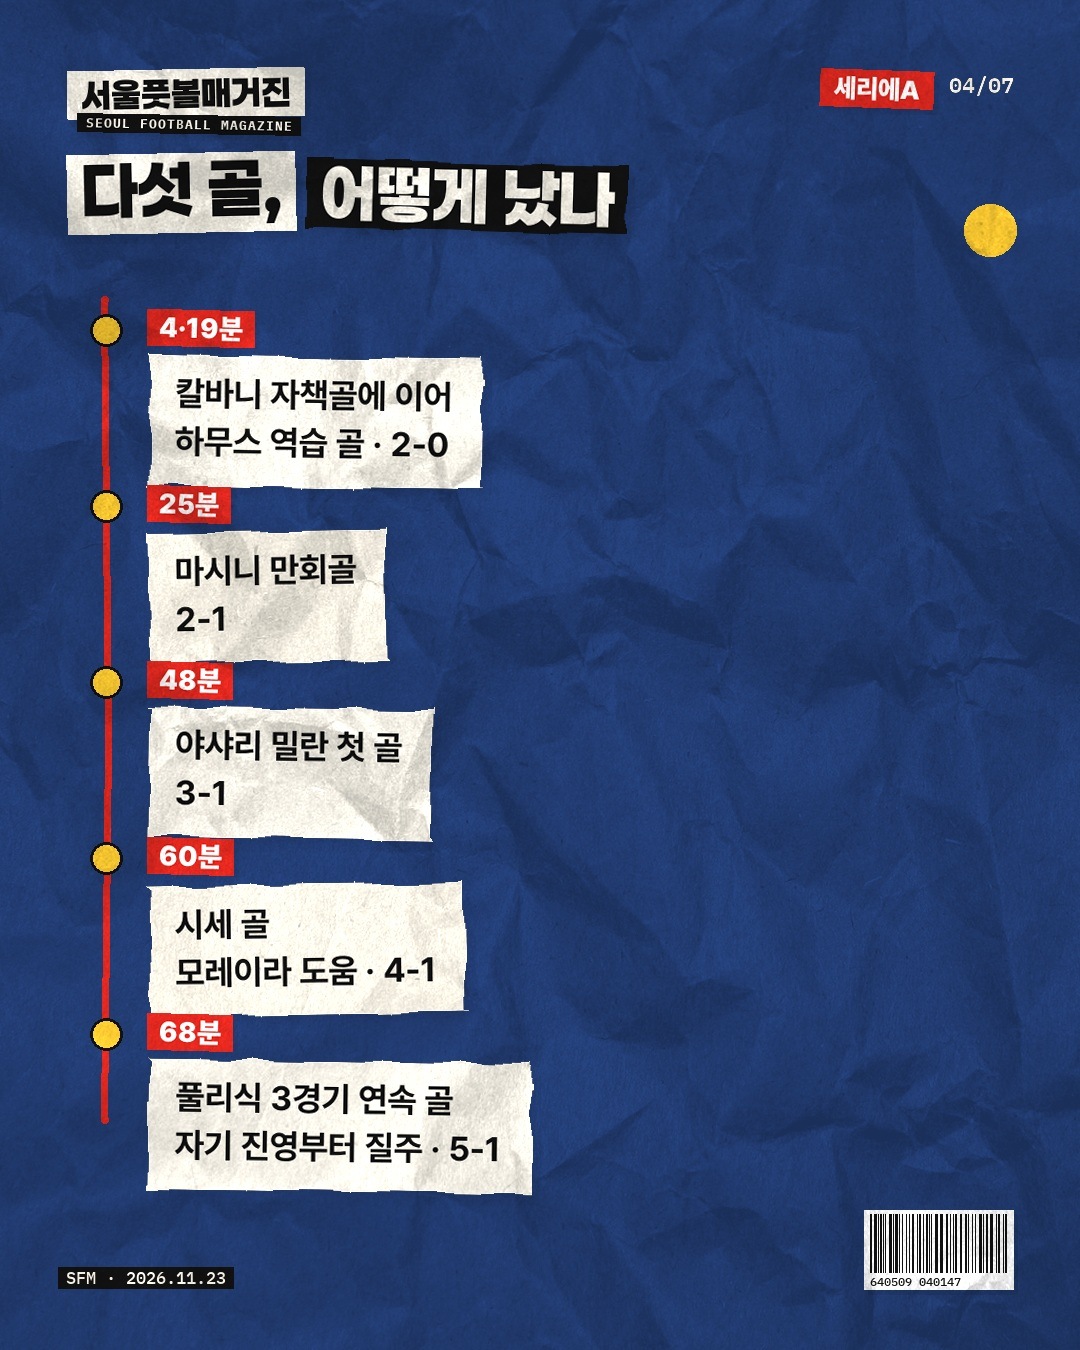 서울풋볼매거진
SEOUL FOOTBALL MAGAZINE
세리에A 04/07
다섯 골, 어떻게 났나
4·19분
칼바니 자책골에 이어
하무스 역습 골 · 2-0
25분
마시니 만회골
2-1
48분
야샤리 밀란 첫 골
3-1
60분
시세 골
모레이라 도움 · 4-1
68분
풀리식 3경기 연속 골
자기 진영부터 질주 · 5-1
SFM · 2026.11.23
640509 040147